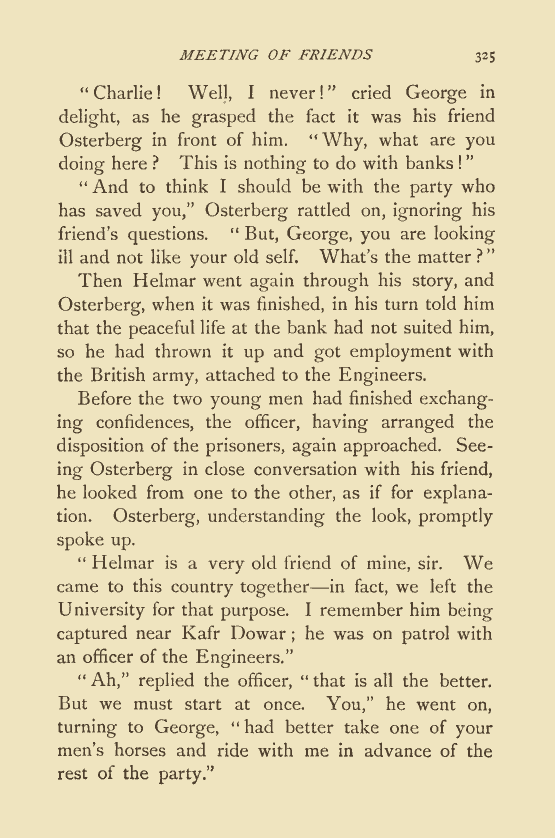 MEETING OF FRIENDS 325
“Charlie! Well, I never!” cried George in
delight, as he grasped the fact it was his friend
Osterberg in front of him. “Why, what are you
doing here? This is nothing to do with banks!”
“And to think I should be with the party who
has saved you,” Osterberg rattled on, ignoring his
friend’s questions. “But, George, you are looking
ill and not like your old self. What’s the matter?”
Then Helmar went again through his story, and
Osterberg, when it was finished, in his turn told him
that the peaceful life at the bank had not suited him,
so he had thrown it up and got employment with
the British army, attached to the Engineers.
Before the two young men had finished exchang-
ing confidences, the officer, having arranged the
disposition of the prisoners, again approached. See-
ing Osterberg in close conversation with his friend,
he looked from one to the other, as if for explana-
tion. Osterberg, understanding the look, promptly
spoke up.
“Helmar is a very old friend of mine, sir. We
came to this country together—in fact, we left the
University for that purpose. I remember him being
captured near Kafr Dowar; he was on patrol with
an officer of the Engineers.”
“Ah,” replied the officer, “that is all the better.
But we must start at once. You,” he went on,
turning to George, “had better take one of your
men’s horses and ride with me in advance of the
rest of the party.”